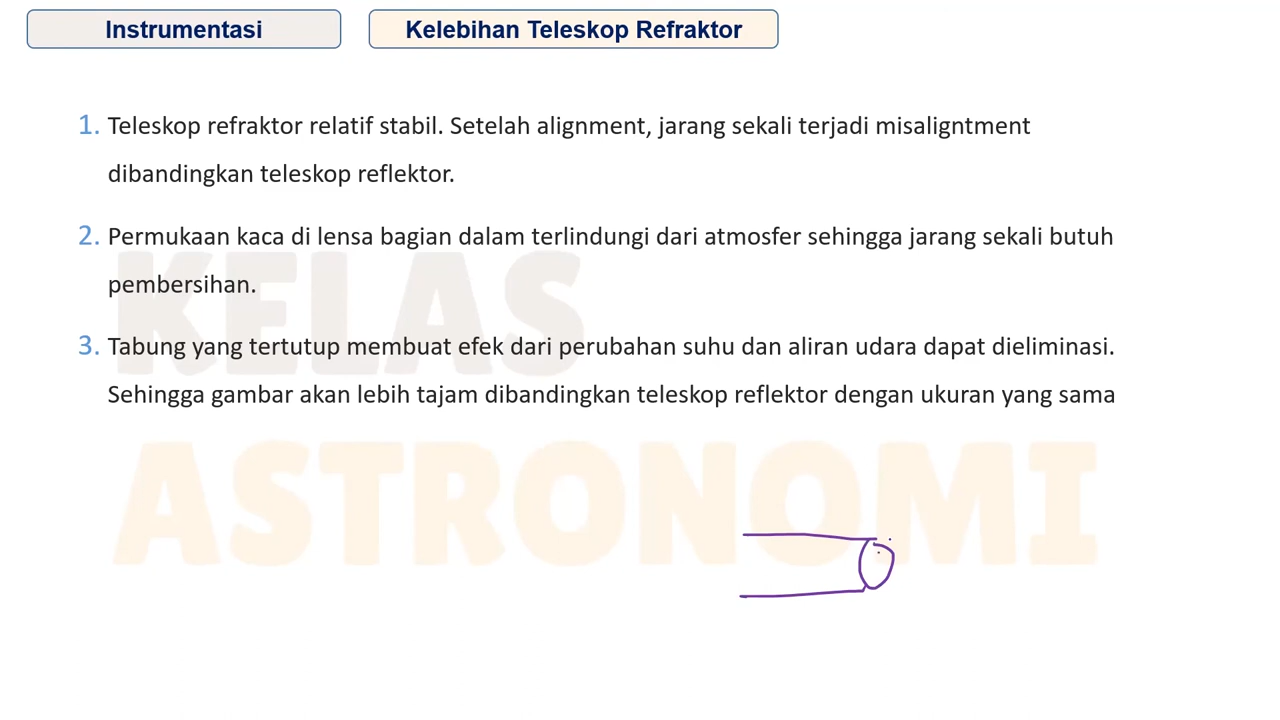 Instrumentasi
Kelebihan Teleskop Refraktor
1. Teleskop refraktor relatif stabil. Setelah alignment, jarang sekali terjadi misaligntment
dibandingkan teleskop reflektor.
2. Permukaan kaca di lensa bagian dalam terlindungi dari atmosfer sehingga jarang sekali butuh
pembersihan.
3. Tabung yang tertutup membuat efek dari perubahan suhu dan aliran udara dapat dieliminasi.
Sehingga gambar akan lebih tajam dibandingkan teleskop reflektor dengan ukuran yang sama
KELAS
ASTRONOMI